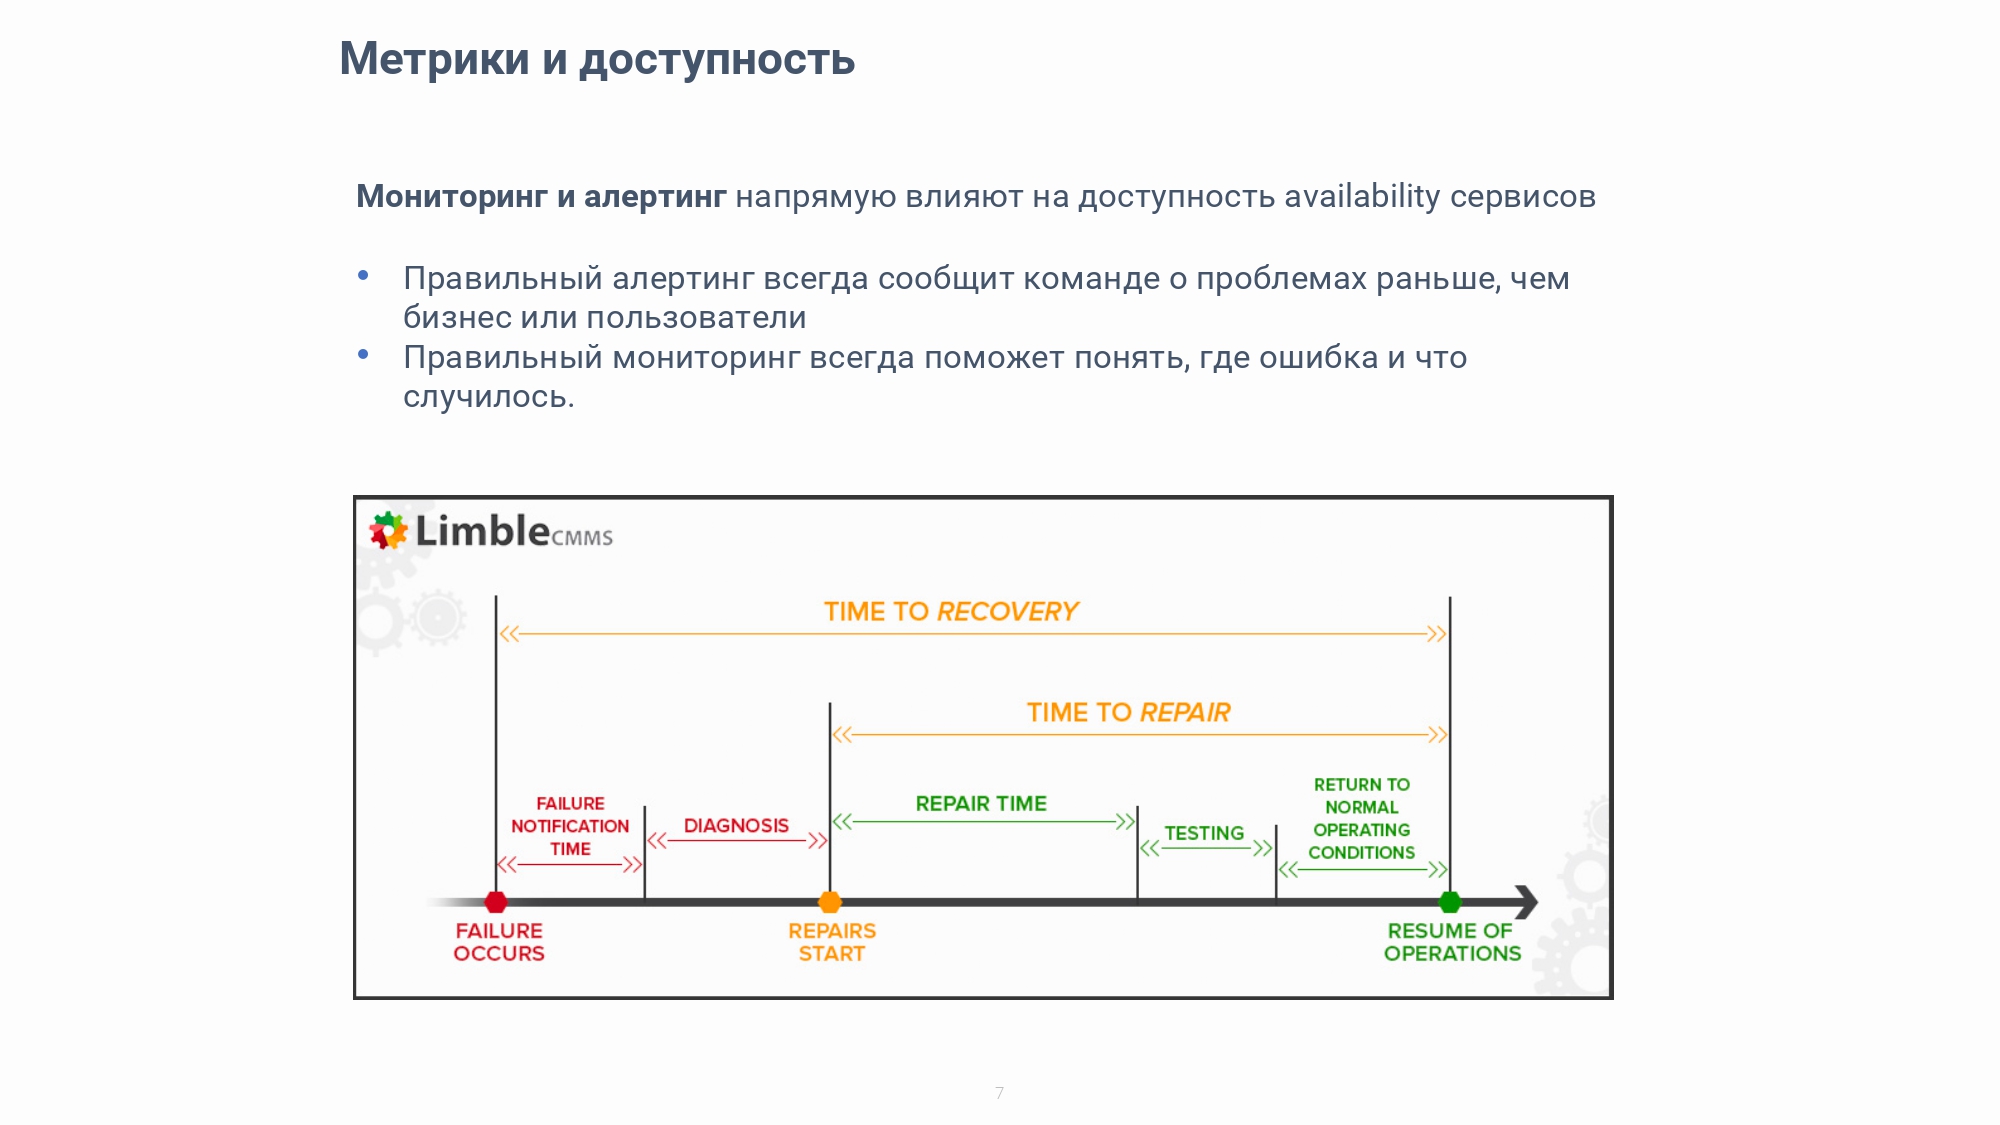 Метрики и доступность
Мониторинг и алертинг напрямую влияют на доступность availability сервисов
• Правильный алертинг всегда сообщит команде о проблемах раньше, чем
бизнес или пользователи
• Правильный мониторинг всегда поможет понять, где ошибка и что
случилось.
Limble CMMS
TIME TO RECOVERY
TIME TO REPAIR
FAILURE
NOTIFICATION
TIME
DIAGNOSIS
REPAIR TIME
TESTING
RETURN TO
NORMAL
OPERATING
CONDITIONS
FAILURE
OCCURS
REPAIRS
START
RESUME OF
OPERATIONS
7